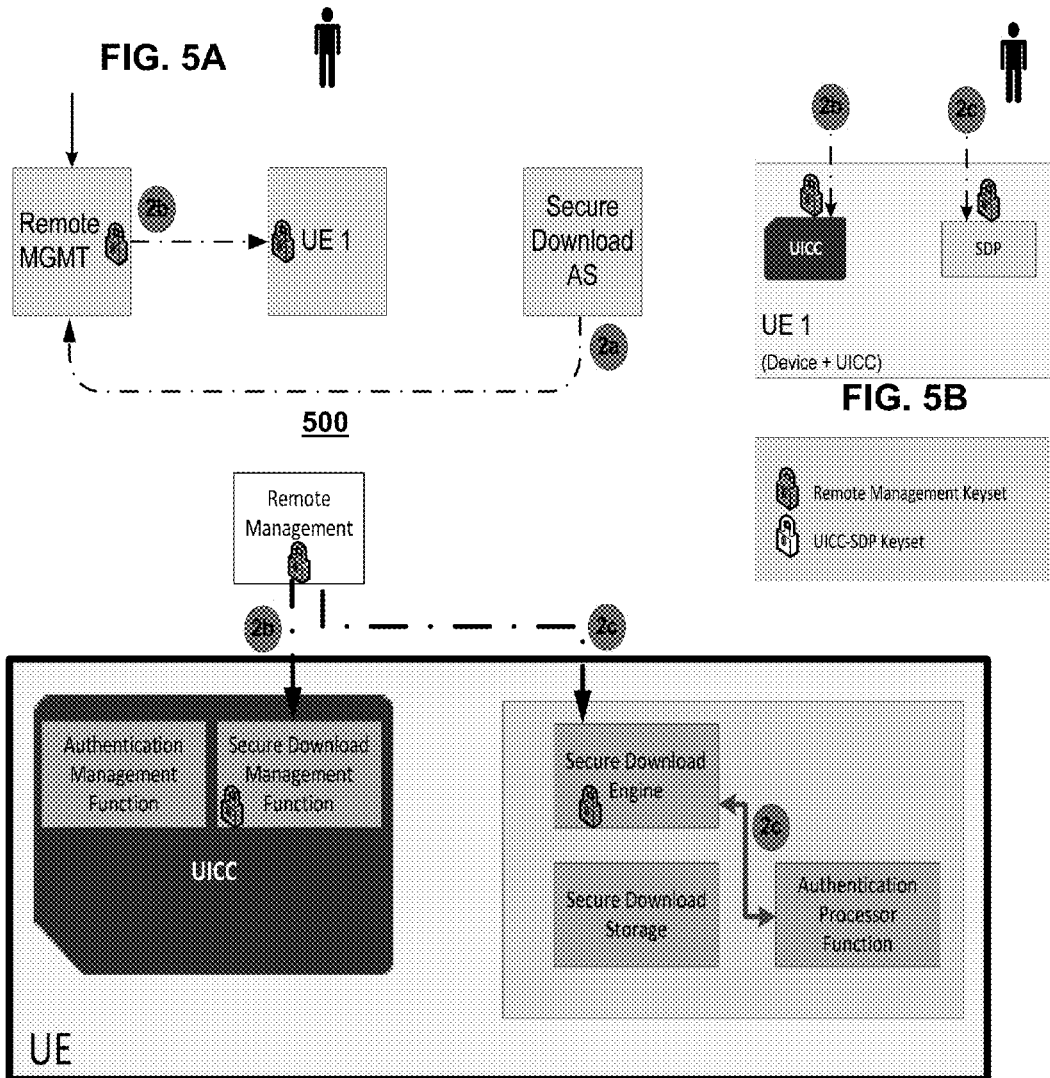 FIG. 5A
Remote
MGMT
2b
UE 1
Secure
Download
AS
2a
500
2b
2c
UICC
SDP
UE 1
(Device + UICC)
FIG. 5B
Remote Management Keyset
UICC-SDP Keyset
Remote
Management
2b
2c
Authentication
Management
Function
Secure Download
Management
Function
UICC
Secure Download
Engine
2c
Secure Download
Storage
Authentication
Processor
Function
UE